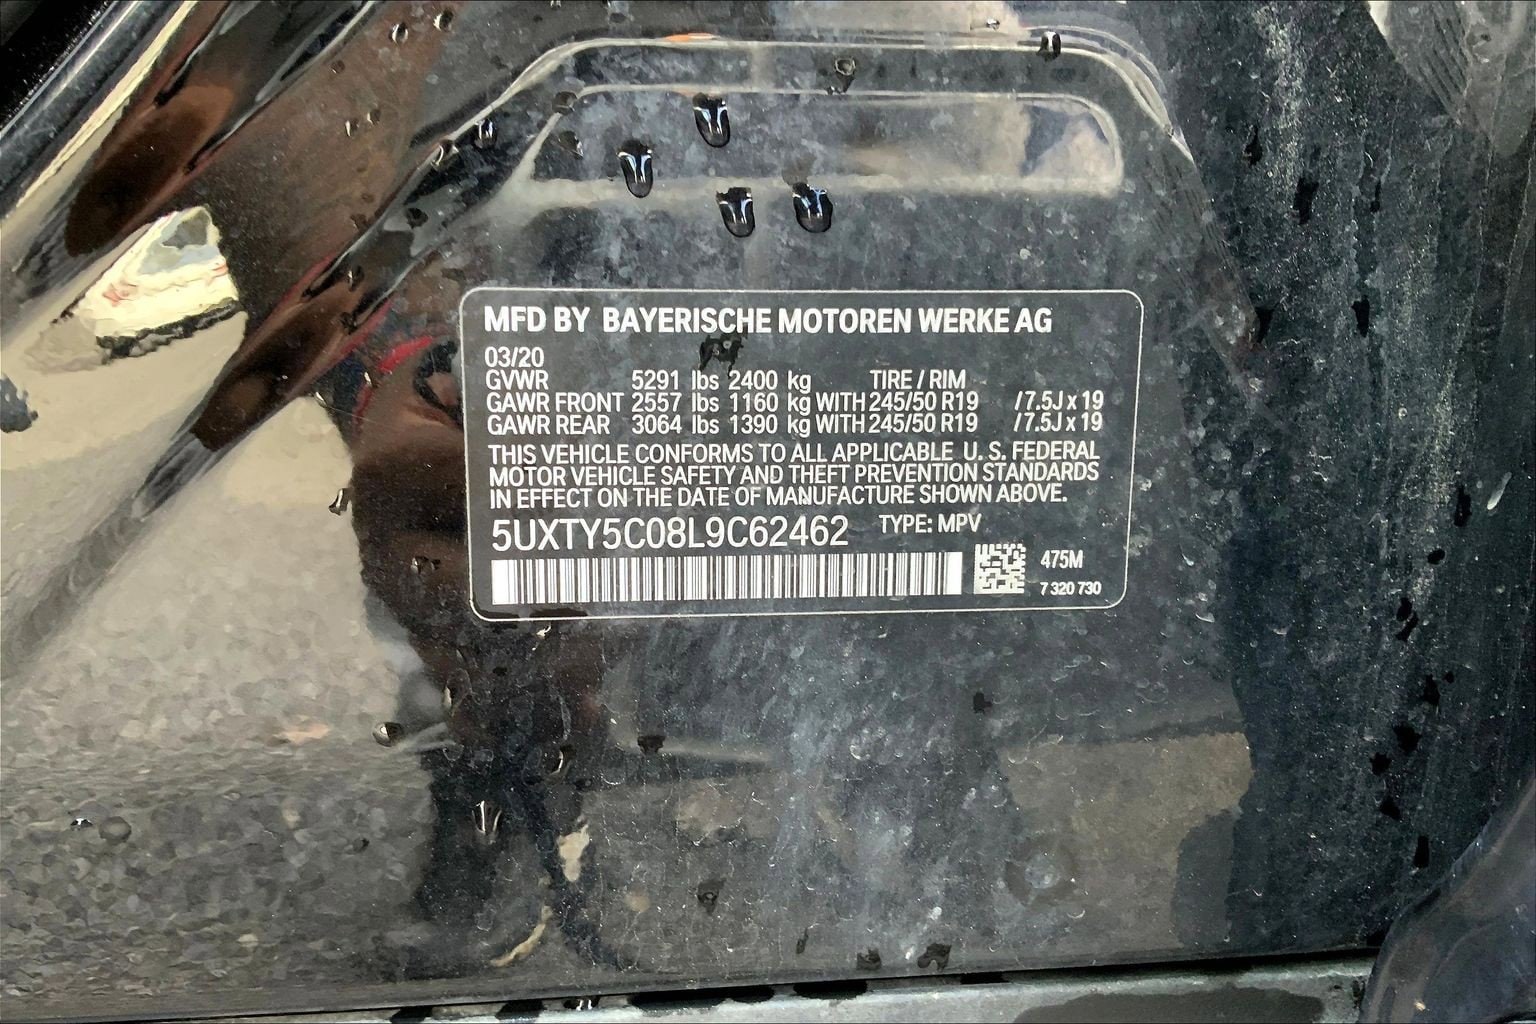 MFD BY BAYERISCHE MOTOREN WERKE AG
03/20
GVWR 5291 lbs 2400 kg TIRE / RIM
GAWR FRONT 2557 lbs 1160 kg WITH 245/50 R19 / 7.5J x 19
GAWR REAR 3064 lbs 1390 kg WITH 245/50 R19 / 7.5J x 19
THIS VEHICLE CONFORMS TO ALL APPLICABLE U. S. FEDERAL
MOTOR VEHICLE SAFETY AND THEFT PREVENTION STANDARDS
IN EFFECT ON THE DATE OF MANUFACTURE SHOWN ABOVE.
5UXTY5C08L9C62462 TYPE: MPV
475M
7 320 730